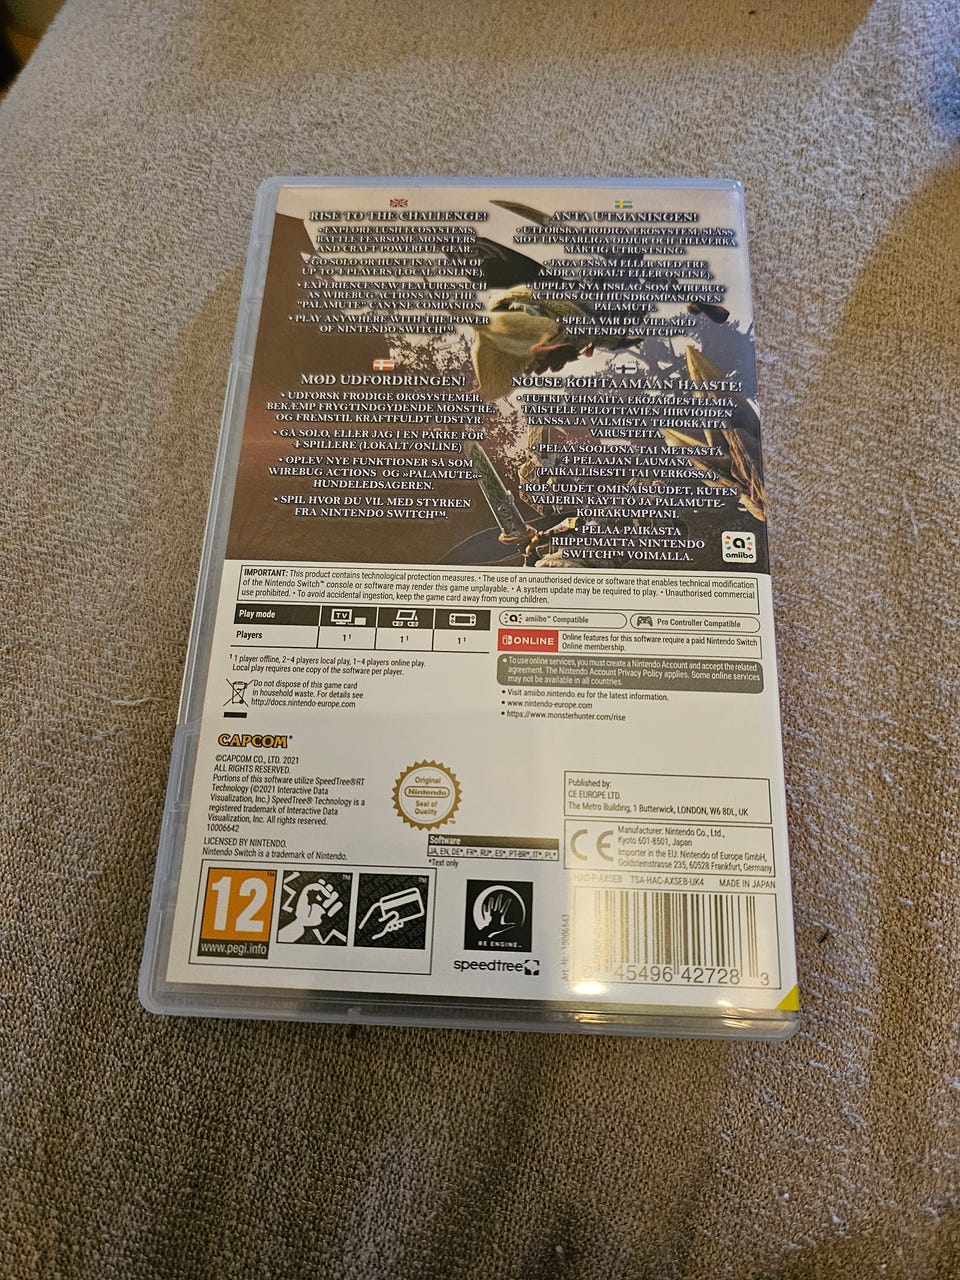 RISE TO THE CHALLENGE!
• EXPLORE LUSH ECOSYSTEMS,
BATTLE FEARSOME MONSTERS
AND CRAFT POWERFUL GEAR.
• GO SOLO OR HUNT IN A TEAM OF
UP TO 4 PLAYERS (LOCAL/ONLINE).
• EXPERIENCE NEW FEATURES SUCH
AS WIREBUG ACTIONS AND THE
"PALAMUTE" CANYNE COMPANION.
• PLAY ANYWHERE WITH THE POWER
OF NINTENDO SWITCH™.
ANTA UTMANINGEN!
• UTFORSKA FRODIGA EKOSYSTEM, SLÅSS
MOT LIVSFARLIGA ODJUR OCH TILLVERKA
MÄKTIG UTRUSTNING.
• JAGA ENSAM ELLER MED TRE
ANDRA (LOKALT ELLER ONLINE).
• UPPLEV NYA INSLAG SOM WIREBUG
ACTIONS OCH HUNDKOMPANJONEN
PALAMUTE.
• SPELA VAR DU VILL MED
NINTENDO SWITCH™.
MØD UDFORDRINGEN!
• UDFORSK FRODIGE ØKOSYSTEMER,
BEKÆMP FRYGTINDGYDENDE MONSTRE,
OG FREMSTIL KRAFTFULDT UDSTYR.
• GÅ SOLO, ELLER JAG I EN PAKKE FOR
4 SPILLERE (LOKALT/ONLINE)
• OPLEV NYE FUNKTIONER SÅ SOM
WIREBUG ACTIONS OG »PALAMUTE«-
HUNDELEDSAGEREN.
• SPIL HVOR DU VIL MED STYRKEN
FRA NINTENDO SWITCH™.
NOUSE KOHTAAMAAN HAASTE!
• TUTKI VEHMAITA EKOJÄRJESTELMIÄ,
TAISTELE PELOTTAVIEN HIRVIÖIDEN
KANSSA JA VALMISTA TEHOKKAITA
VARUSTEITA.
• PELAA SOOLONA TAI METSÄSTÄ
4 PELAAJAN LAUMANA
(PAIKALLISESTI TAI VERKOSSA).
• KOE UUDET OMINAISUUDET, KUTEN
VAIJERIN KÄYTTÖ JA PALAMUTE-
KOIRAKUMPPANI.
• PELAA PAIKASTA
RIIPPUMATTA NINTENDO
SWITCH™ VOIMALLA.
amiibo
IMPORTANT: This product contains technological protection measures. • The use of an unauthorised device or software that enables technical modification
of the Nintendo Switch™ console or software may render this game unplayable. • A system update may be required to play. • Unauthorised commercial
use prohibited. • To avoid accidental ingestion, keep the game card away from young children.
Play mode TV
Players 1¹ 1¹ 1¹
¹ 1 player offline, 2–4 players local play, 1–4 players online play.
Local play requires one copy of the software per player.
Do not dispose of this game card
in household waste. For details see
http://docs.nintendo-europe.com
amiibo™ Compatible
Pro Controller Compatible
ONLINE
Online features for this software require a paid Nintendo Switch
Online membership.
• To use online services, you must create a Nintendo Account and accept the related
agreement. The Nintendo Account Privacy Policy applies. Some online services
may not be available in all countries.
• Visit amiibo.nintendo.eu for the latest information.
• www.nintendo-europe.com
• https://www.monsterhunter.com/rise
CAPCOM®
©CAPCOM CO., LTD. 2021
ALL RIGHTS RESERVED.
Portions of this software utilize SpeedTree®RT
Technology (©2021 Interactive Data
Visualization, Inc.) SpeedTree® Technology is a
registered trademark of Interactive Data
Visualization, Inc. All rights reserved.
10006642
LICENSED BY NINTENDO.
Nintendo Switch is a trademark of Nintendo.
Original
Nintendo
Seal of
Quality
TM
Software
JA, EN, DE*, FR*, RU*, ES*, PT-BR*, IT*, PL*
*Text only
Published by:
CE EUROPE LTD.
The Metro Building, 1 Butterwick, LONDON, W6 8DL, UK
CE
Manufacturer: Nintendo Co., Ltd.,
Kyoto 601-8501, Japan
Importer in the EU: Nintendo of Europe GmbH,
Goldsteinstrasse 235, 60528 Frankfurt, Germany
HAC-P-AXSEB TSA-HAC-AXSEB-UK4 MADE IN JAPAN
12
TM
www.pegi.info
TM
TM
RE ENGINE™
speedtree
45496 42728 3